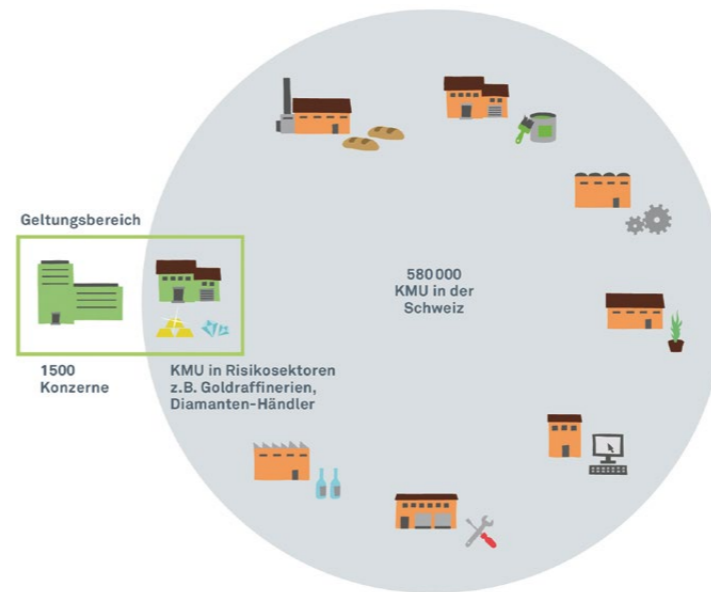 Geltungsbereich
580 000
KMU in der
Schweiz
1500
Konzerne
KMU in Risikosektoren
z.B. Goldraffinerien,
Diamanten-Händler